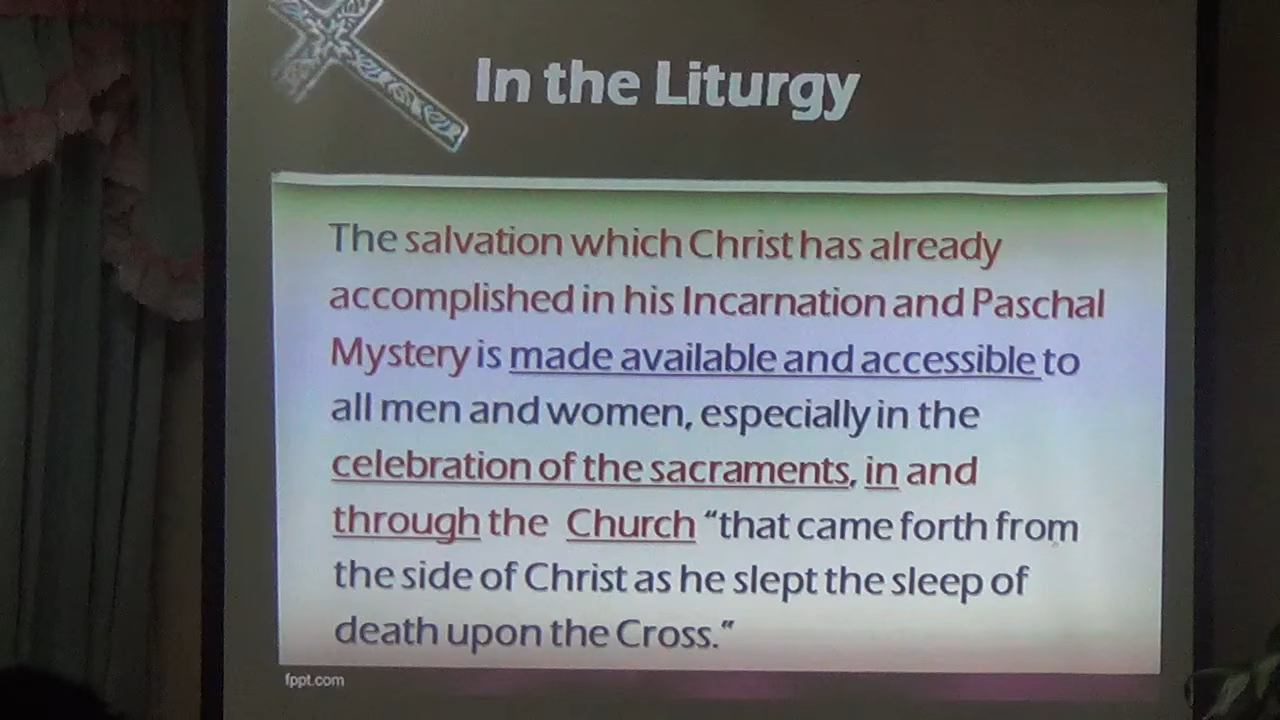 In the Liturgy
The salvation which Christ has already
accomplished in his Incarnation and Paschal
Mystery is made available and accessible to
all men and women, especially in the
celebration of the sacraments, in and
through the Church “that came forth from
the side of Christ as he slept the sleep of
death upon the Cross.”
fppt.com